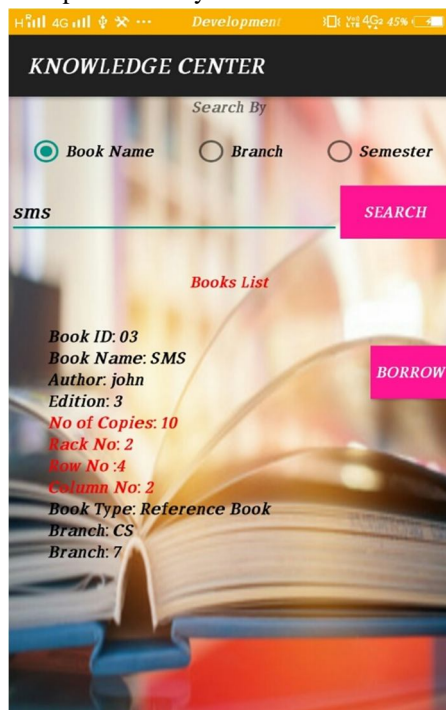 H 4G Development 4G 45%
KNOWLEDGE CENTER
Search By
Book Name Branch Semester
sms SEARCH
Books List
Book ID: 03
Book Name: SMS
Author: john
BORROW
Edition: 3
No of Copies: 10
Rack No: 2
Row No :4
Column No: 2
Book Type: Reference Book
Branch: CS
Branch: 7